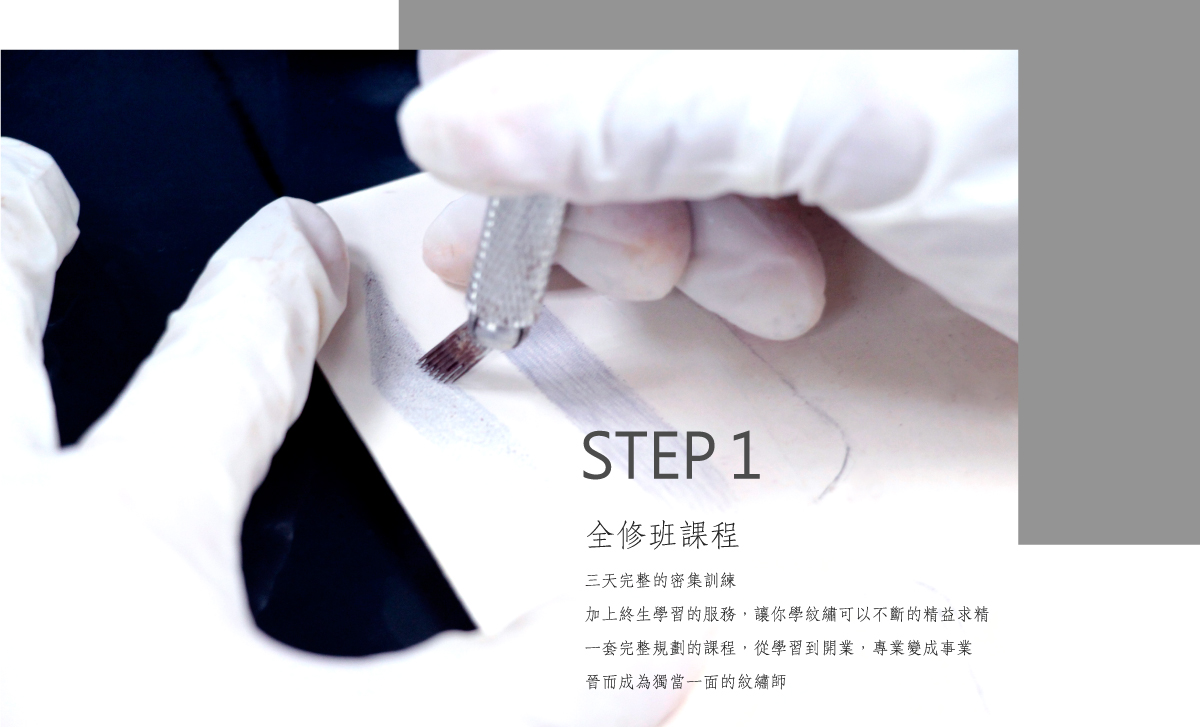 STEP 1
全修班課程
三天完整的密集訓練
加上終生學習的服務，讓你學紋繡可以不斷的精益求精
一套完整規劃的課程，從學習到開業，專業變成事業
晉而成為獨當一面的紋繡師